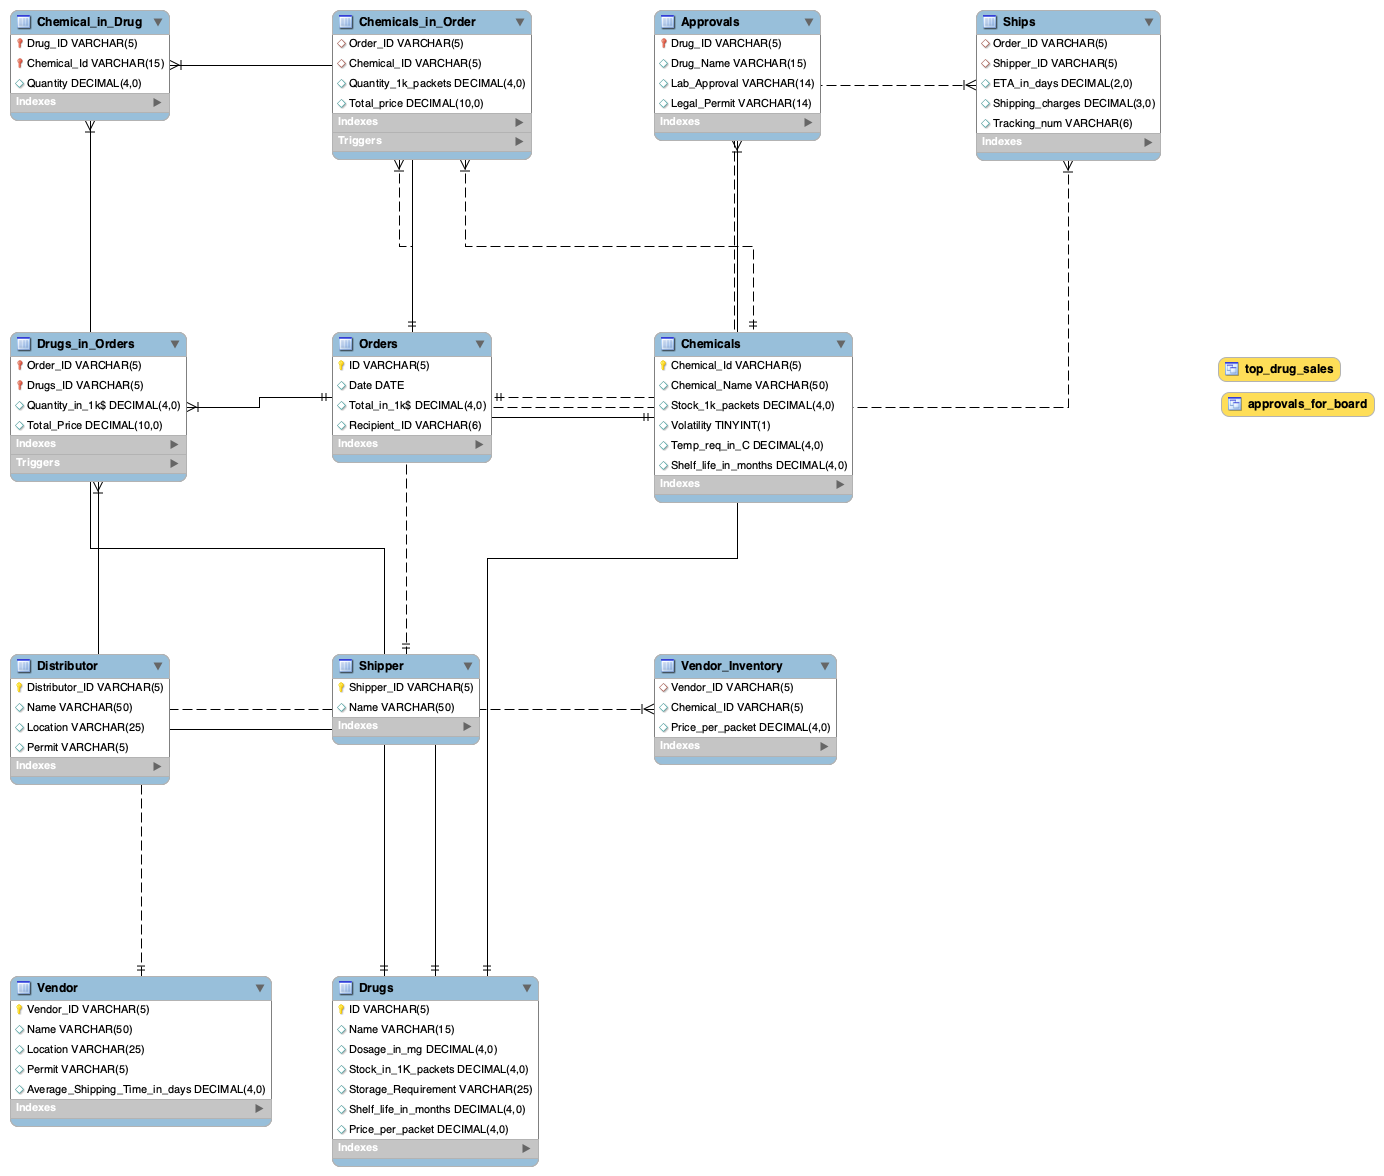 Chemical_in_Drug
Drug_ID VARCHAR(5)
Chemical_Id VARCHAR(15)
Quantity DECIMAL(4,0)
Indexes
Chemicals_in_Order
Order_ID VARCHAR(5)
Chemical_ID VARCHAR(5)
Quantity_1k_packets DECIMAL(4,0)
Total_price DECIMAL(10,0)
Indexes
Triggers
Approvals
Drug_ID VARCHAR(5)
Drug_Name VARCHAR(15)
Lab_Approval VARCHAR(14)
Legal_Permit VARCHAR(14)
Indexes
Ships
Order_ID VARCHAR(5)
Shipper_ID VARCHAR(5)
ETA_in_days DECIMAL(2,0)
Shipping_charges DECIMAL(3,0)
Tracking_num VARCHAR(6)
Indexes
Drugs_in_Orders
Order_ID VARCHAR(5)
Drugs_ID VARCHAR(5)
Quantity_in_1k$ DECIMAL(4,0)
Total_Price DECIMAL(10,0)
Indexes
Triggers
Orders
ID VARCHAR(5)
Date DATE
Total_in_1k$ DECIMAL(4,0)
Recipient_ID VARCHAR(6)
Indexes
Chemicals
Chemical_Id VARCHAR(5)
Chemical_Name VARCHAR(50)
Stock_1k_packets DECIMAL(4,0)
Volatility TINYINT(1)
Temp_req_in_C DECIMAL(4,0)
Shelf_life_in_months DECIMAL(4,0)
Indexes
top_drug_sales
approvals_for_board
Distributor
Distributor_ID VARCHAR(5)
Name VARCHAR(50)
Location VARCHAR(25)
Permit VARCHAR(5)
Indexes
Shipper
Shipper_ID VARCHAR(5)
Name VARCHAR(50)
Indexes
Vendor_Inventory
Vendor_ID VARCHAR(5)
Chemical_ID VARCHAR(5)
Price_per_packet DECIMAL(4,0)
Indexes
Vendor
Vendor_ID VARCHAR(5)
Name VARCHAR(50)
Location VARCHAR(25)
Permit VARCHAR(5)
Average_Shipping_Time_in_days DECIMAL(4,0)
Indexes
Drugs
ID VARCHAR(5)
Name VARCHAR(15)
Dosage_in_mg DECIMAL(4,0)
Stock_in_1K_packets DECIMAL(4,0)
Storage_Requirement VARCHAR(25)
Shelf_life_in_months DECIMAL(4,0)
Price_per_packet DECIMAL(4,0)
Indexes